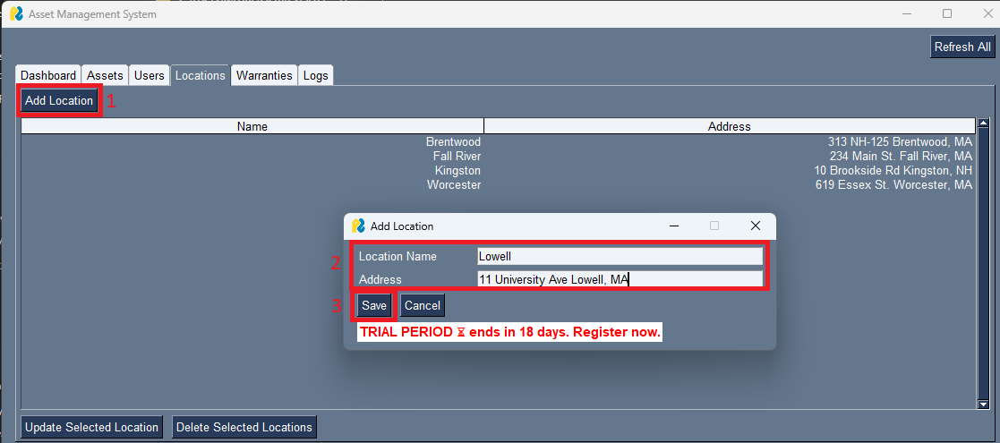 Asset Management System
Refresh All
Dashboard Assets Users Locations Warranties Logs
Add Location 1
Name Address
Brentwood 313 NH-125 Brentwood, MA
Fall River 234 Main St. Fall River, MA
Kingston 10 Brookside Rd Kingston, NH
Worcester 619 Essex St. Worcester, MA
Add Location
2 Location Name Lowell
Address 11 University Ave Lowell, MA
3 Save Cancel
TRIAL PERIOD ⏳ ends in 18 days. Register now.
Update Selected Location Delete Selected Locations